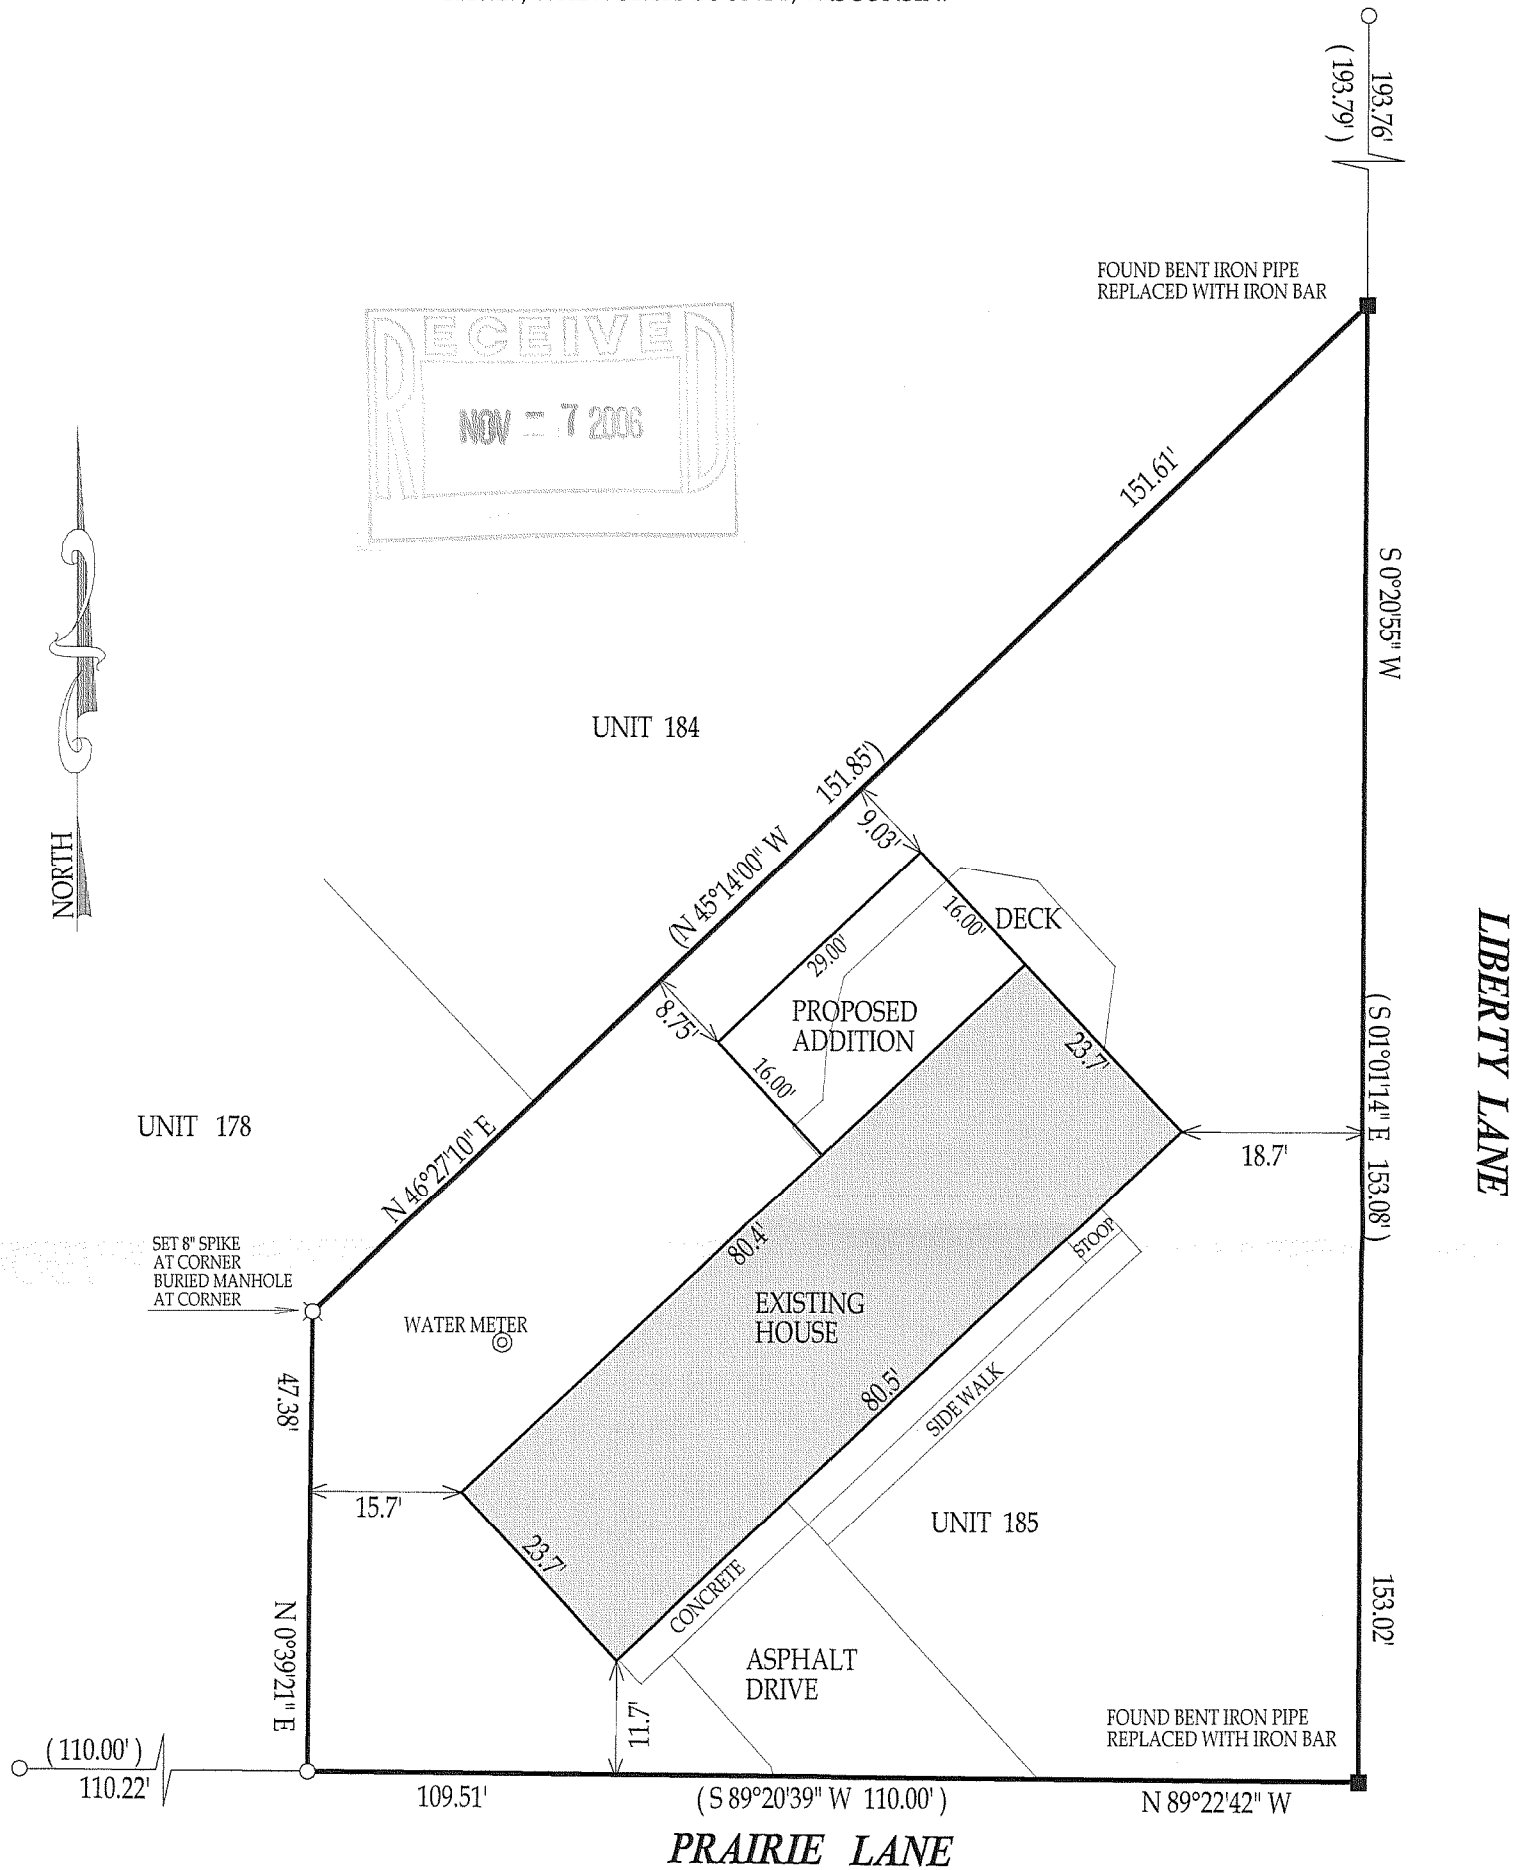 193.76'
( 193.79' )
FOUND BENT IRON PIPE
REPLACED WITH IRON BAR
RECEIVED
NOV - 7 2006
151.61'
S 0°20'55" W
UNIT 184
151.85')
(N 45°14'00" W
9.03'
NORTH
16.00'
DECK
29.00'
LIBERTY LANE
8.75'
PROPOSED
ADDITION
23.7'
16.00'
( S 01°01'14" E 153.08' )
UNIT 178
18.7'
N 46°27'10" E
SET 8" SPIKE
AT CORNER
BURIED MANHOLE
AT CORNER
80.4'
STOOP
WATER METER
EXISTING
HOUSE
47.38'
80.5'
SIDEWALK
15.7'
UNIT 185
23.7'
CONCRETE
153.02'
N 0°39'21" E
ASPHALT
DRIVE
11.7'
FOUND BENT IRON PIPE
REPLACED WITH IRON BAR
( 110.00' )
110.22'
109.51'
( S 89°20'39" W 110.00' )
N 89°22'42" W
PRAIRIE LANE